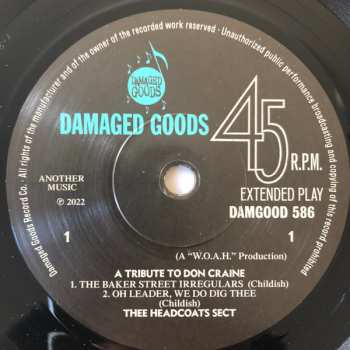 Damaged Goods Record Co. · All rights of the manufacturer and of the owner of the recorded work reserved · Unauthorized public performance broadcasting and copying of this record prohibited
DAMAGED
GOODS
DAMAGED GOODS
45
R.P.M.
ANOTHER
MUSIC
℗ 2022
EXTENDED PLAY
DAMGOOD 586
1
1
(A "W.O.A.H." Production)
A TRIBUTE TO DON CRAINE
1. THE BAKER STREET IRREGULARS (Childish)
2. OH LEADER, WE DO DIG THEE
(Childish)
THEE HEADCOATS SECT